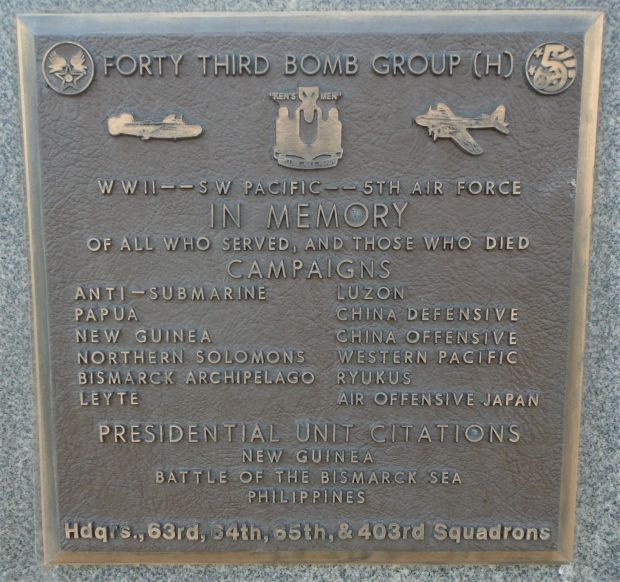 FORTY THIRD BOMB GROUP (H)
5
"KEN'S MEN"
WWII--SW PACIFIC--5TH AIR FORCE
IN MEMORY
OF ALL WHO SERVED, AND THOSE WHO DIED
CAMPAIGNS
ANTI-SUBMARINE LUZON
PAPUA CHINA DEFENSIVE
NEW GUINEA CHINA OFFENSIVE
NORTHERN SOLOMONS WESTERN PACIFIC
BISMARCK ARCHIPELAGO RYUKUS
LEYTE AIR OFFENSIVE JAPAN
PRESIDENTIAL UNIT CITATIONS
NEW GUINEA
BATTLE OF THE BISMARCK SEA
PHILIPPINES
Hdqrs., 63rd, 64th, 65th, & 403rd Squadrons